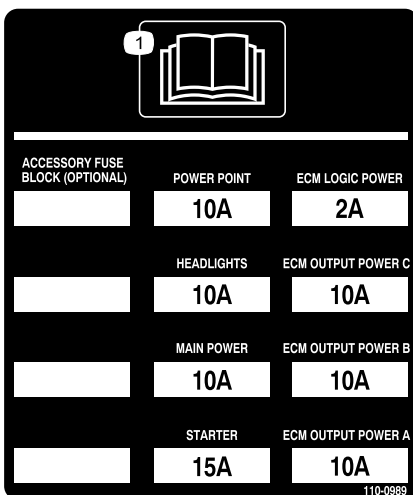 1
ACCESSORY FUSE
BLOCK (OPTIONAL)
POWER POINT
ECM LOGIC POWER
10A
2A
HEADLIGHTS
ECM OUTPUT POWER C
10A
10A
MAIN POWER
ECM OUTPUT POWER B
10A
10A
STARTER
ECM OUTPUT POWER A
15A
10A
110-0989